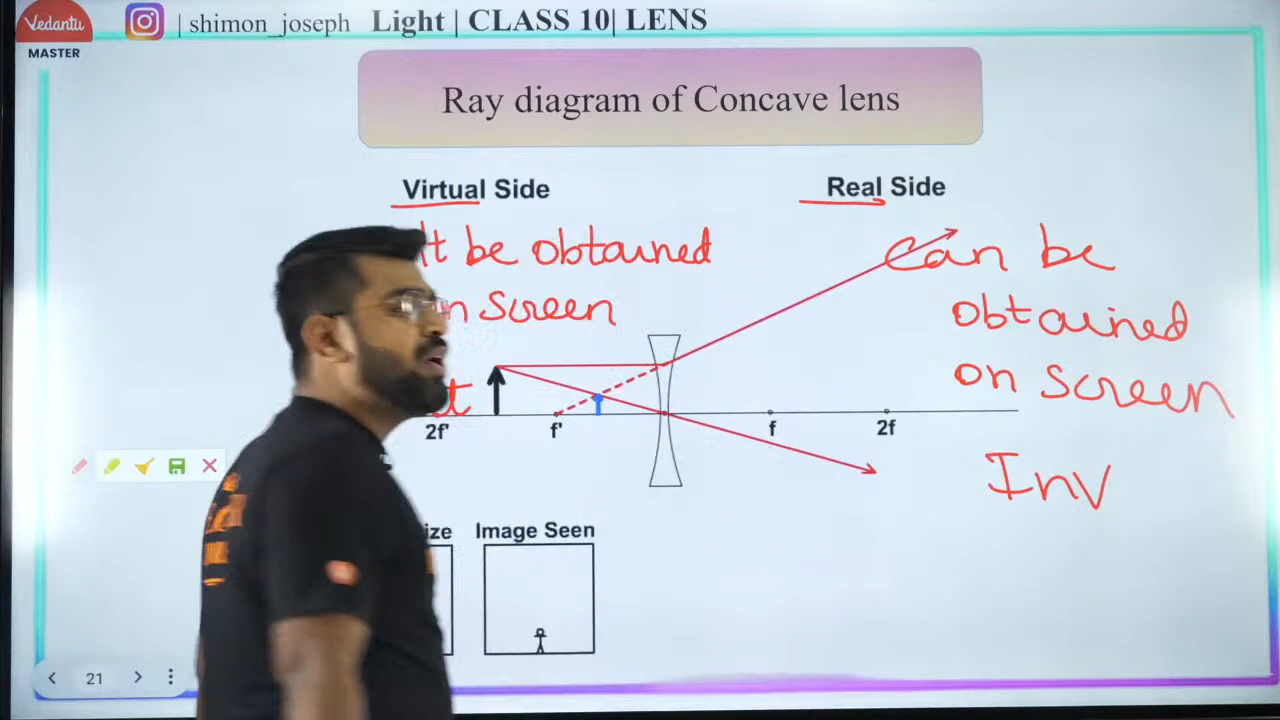 Vedantu
MASTER
| shimon_joseph
Light | CLASS 10| LENS
Ray diagram of Concave lens
Virtual Side
Real Side
be obtained
screen
Can be
obtained
on screen
2f'
f'
f
2f
Inv
Image Seen
21